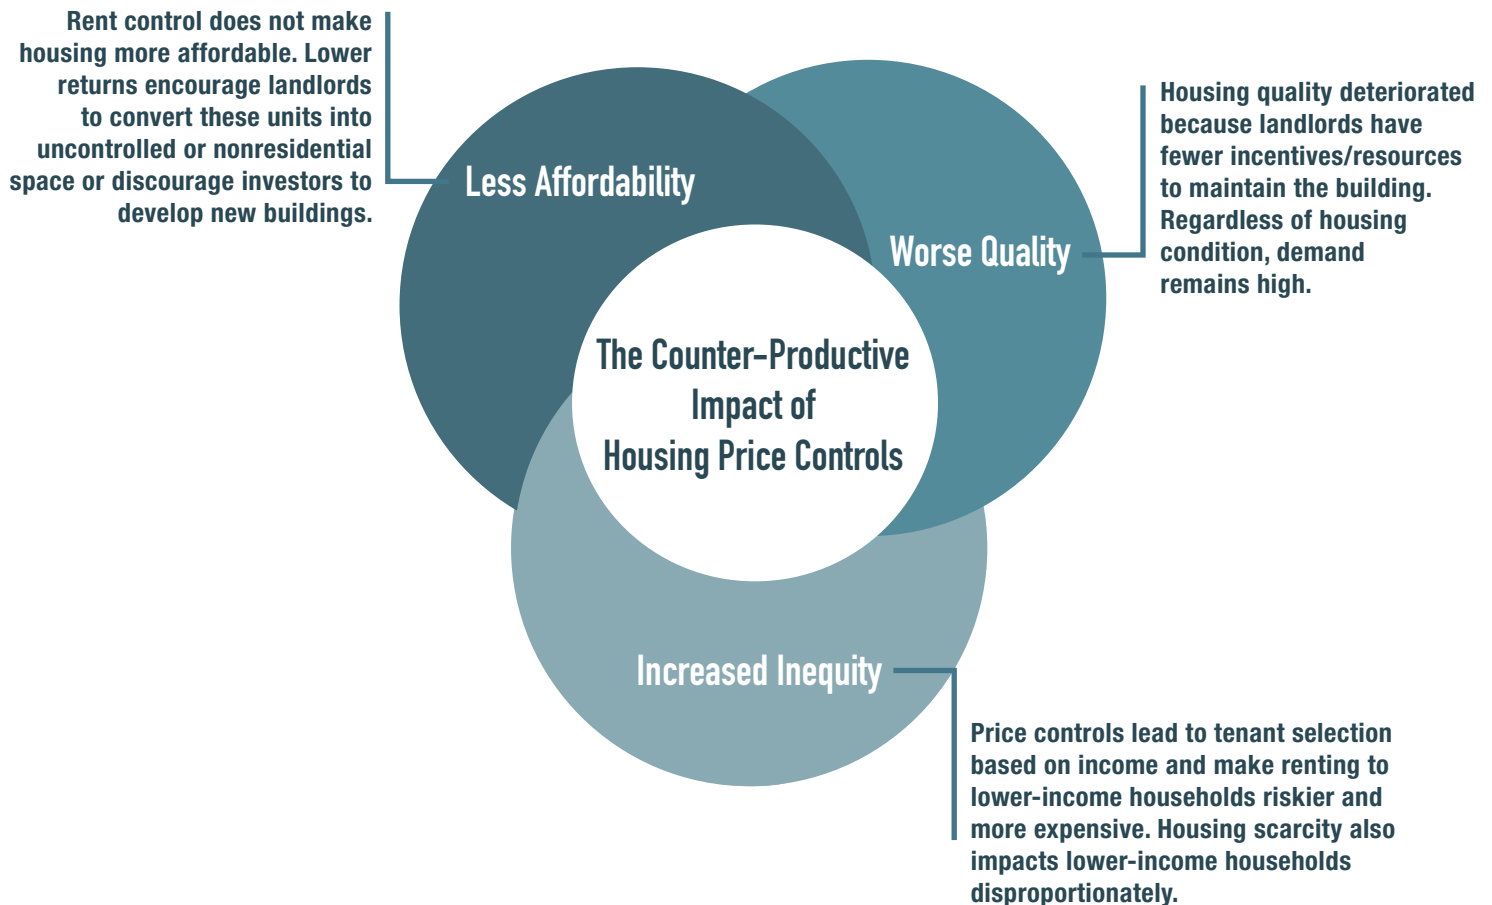 Rent control does not make
housing more affordable. Lower
returns encourage landlords
to convert these units into
uncontrolled or nonresidential
space or discourage investors to
develop new buildings.
Less Affordability
Housing quality deteriorated
because landlords have
fewer incentives/resources
to maintain the building.
Regardless of housing
condition, demand
remains high.
Worse Quality
The Counter-Productive
Impact of
Housing Price Controls
Increased Inequity
Price controls lead to tenant selection
based on income and make renting to
lower-income households riskier and
more expensive. Housing scarcity also
impacts lower-income households
disproportionately.